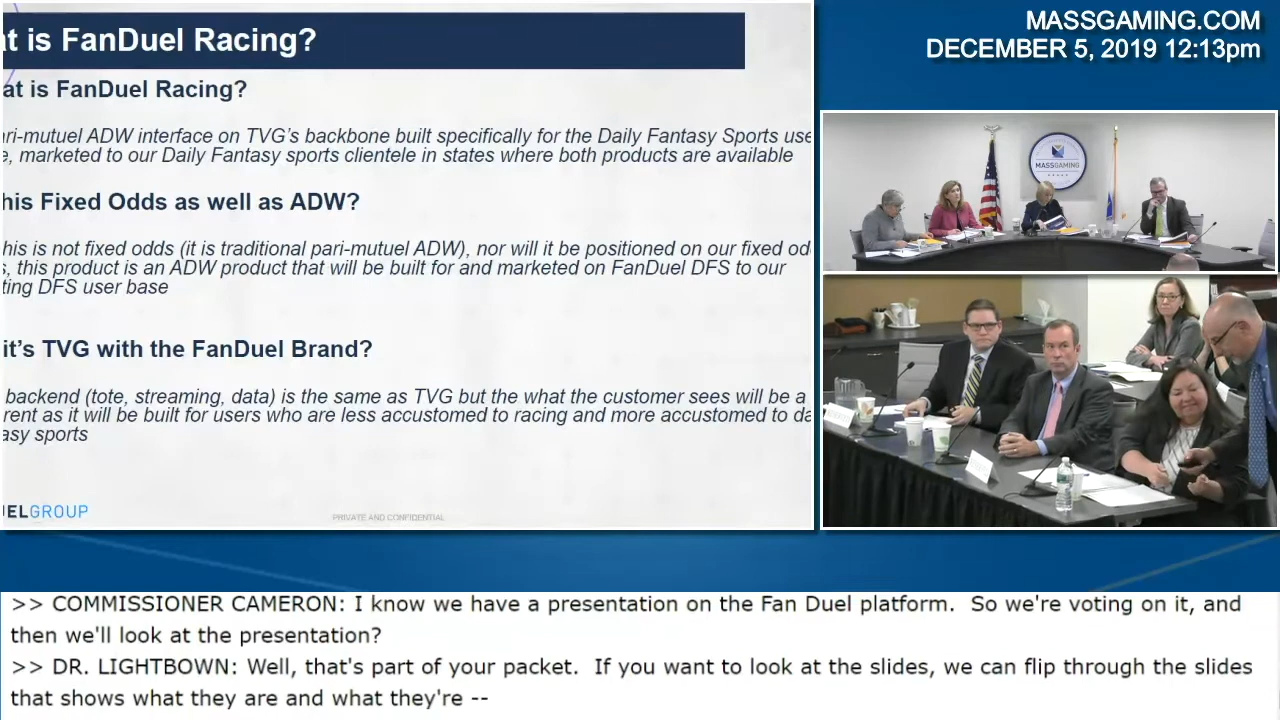 MASSGAMING.COM
DECEMBER 5, 2019 12:13pm
t is FanDuel Racing?
at is FanDuel Racing?
ri-mutuel ADW interface on TVG's backbone built specifically for the Daily Fantasy Sports use
e, marketed to our Daily Fantasy sports clientele in states where both products are available
his Fixed Odds as well as ADW?
his is not fixed odds (it is traditional pari-mutuel ADW), nor will it be positioned on our fixed od
s, this product is an ADW product that will be built for and marketed on FanDuel DFS to our
ting DFS user base
it's TVG with the FanDuel Brand?
backend (tote, streaming, data) is the same as TVG but the what the customer sees will be a
rent as it will be built for users who are less accustomed to racing and more accustomed to da
asy sports
UELGROUP
PRIVATE AND CONFIDENTIAL
MASSGAMING
>> COMMISSIONER CAMERON: I know we have a presentation on the Fan Duel platform. So we're voting on it, and
then we'll look at the presentation?
>> DR. LIGHTBOWN: Well, that's part of your packet. If you want to look at the slides, we can flip through the slides
that shows what they are and what they're --